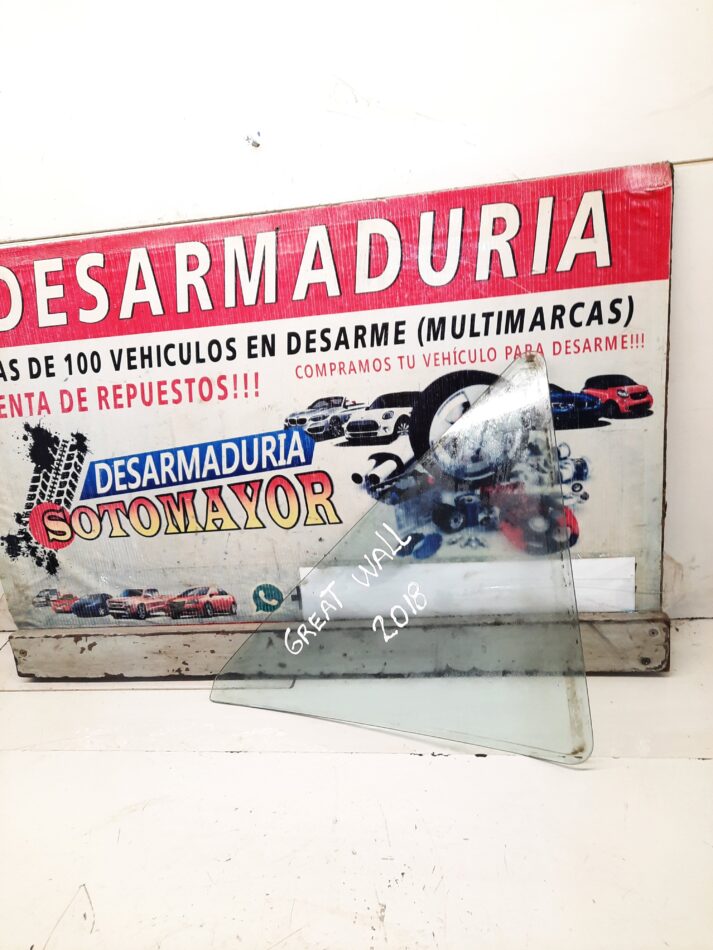 DESARMADURIA
AS DE 100 VEHICULOS EN DESARME (MULTIMARCAS)
ENTA DE REPUESTOS!!!
COMPRAMOS TU VEHÍCULO PARA DESARME!!!
DESARMADURIA
SOTOMAYOR
GREAT WALL
2018